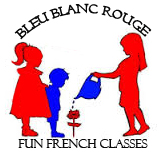 BLEU BLANC ROUGE
FUN FRENCH CLASSES